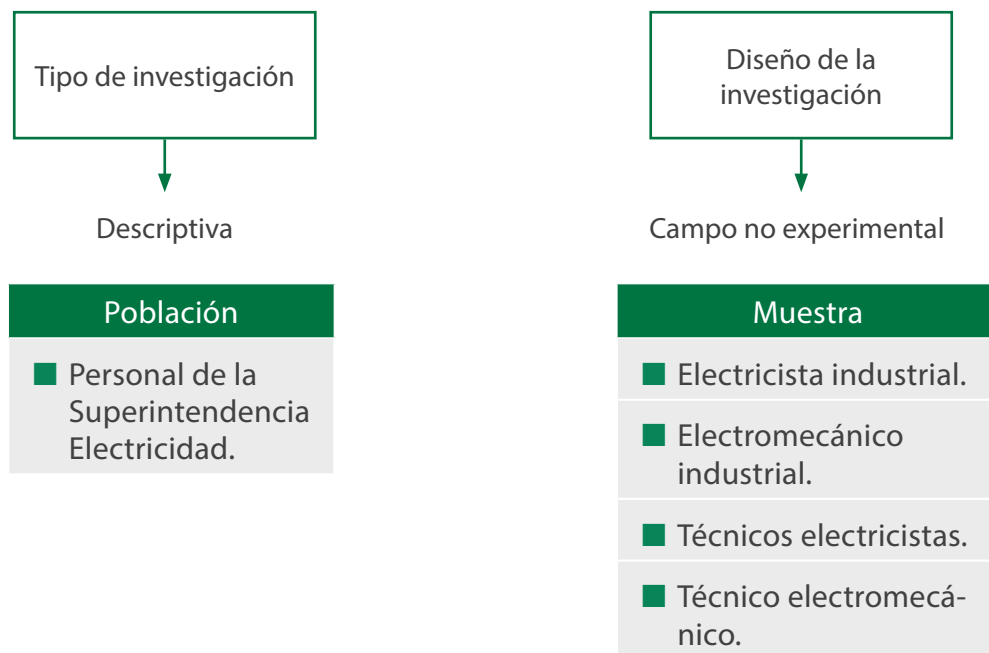 Tipo de investigación
Diseño de la
investigación
Descriptiva
Campo no experimental
Población
■ Personal de la
Superintendencia
Electricidad.
Muestra
■ Electricista industrial.
■ Electromecánico
industrial.
■ Técnicos electricistas.
■ Técnico electromecá-
nico.